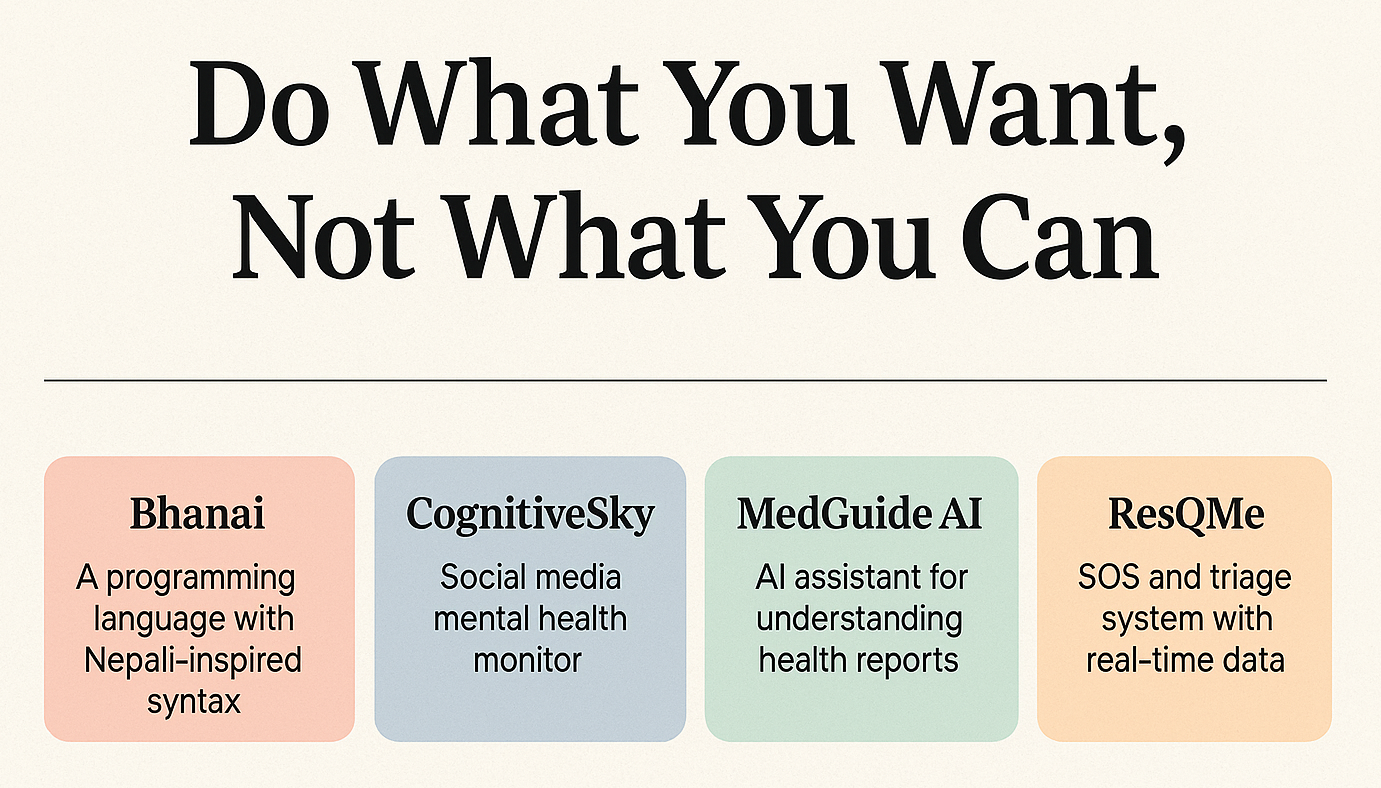 Do What You Want,
Not What You Can
Bhanai
A programming
language with
Nepali-inspired
syntax
CognitiveSky
Social media
mental health
monitor
MedGuide AI
AI assistant for
understanding
health reports
ResQMe
SOS and triage
system with
real-time data